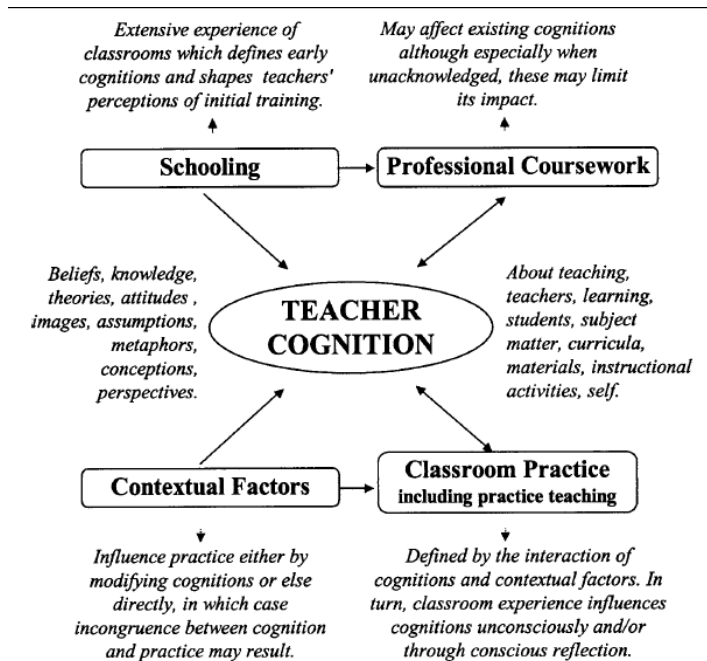 Extensive experience of
classrooms which defines early
cognitions and shapes teachers'
perceptions of initial training.
May affect existing cognitions
although especially when
unacknowledged, these may limit
its impact.
Schooling
Professional Coursework
Beliefs, knowledge,
theories, attitudes ,
images, assumptions,
metaphors,
conceptions,
perspectives.
TEACHER
COGNITION
About teaching,
teachers, learning,
students, subject
matter, curricula,
materials, instructional
activities, self.
Contextual Factors
Classroom Practice
including practice teaching
Influence practice either by
modifying cognitions or else
directly, in which case
incongruence between cognition
and practice may result.
Defined by the interaction of
cognitions and contextual factors. In
turn, classroom experience influences
cognitions unconsciously and/or
through conscious reflection.